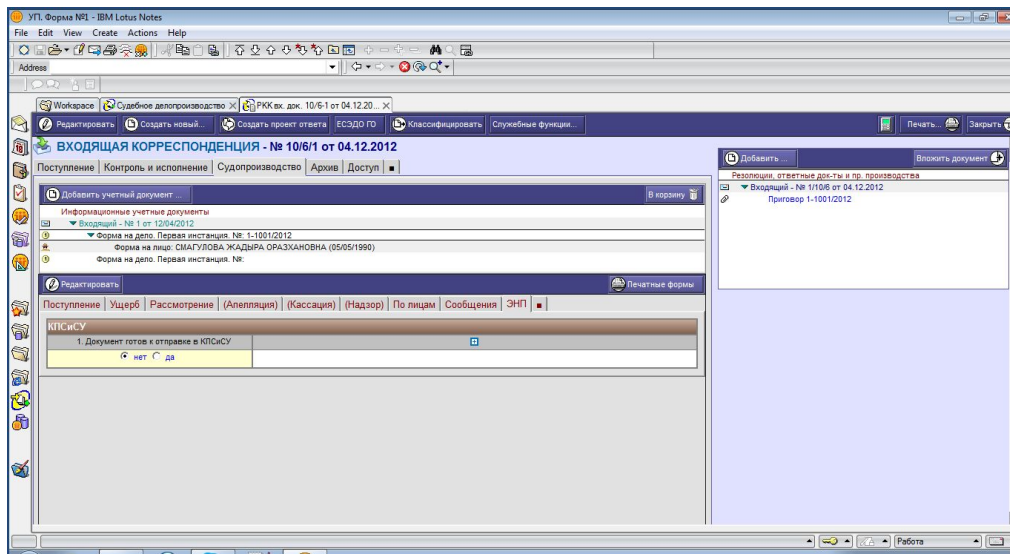 УП. Форма №1 - IBM Lotus Notes
File Edit View Create Actions Help
Address
Workspace Судебное делопроизводство РКК вх. док. 10/6-1 от 04.12.20...
Редактировать Создать новый... Создать проект ответа ЕСЭДО ГО Классифицировать Служебные функции... Печать... Закрыть
ВХОДЯЩАЯ КОРРЕСПОНДЕНЦИЯ - № 10/6/1 от 04.12.2012
Поступление Контроль и исполнение Судопроизводство Архив Доступ
Добавить ... Вложить документ
Резолюции, ответные док-ты и пр. производства
Входящий - № 1/10/6 от 04.12.2012
Приговор 1-1001/2012
Добавить учетный документ ... В корзину
Информационные учетные документы
Входящий - № 1 от 12/04/2012
Форма на дело. Первая инстанция. №: 1-1001/2012
Форма на лицо: СМАГУЛОВА ЖАДЫРА ОРАЗХАНОВНА (05/05/1990)
Форма на дело. Первая инстанция. №:
Редактировать Печатные формы
Поступление Ущерб Рассмотрение (Апелляция) (Кассация) (Надзор) По лицам Сообщения ЭНП
КПСиСУ
1. Документ готов к отправке в КПСиСУ
нет да
Работа